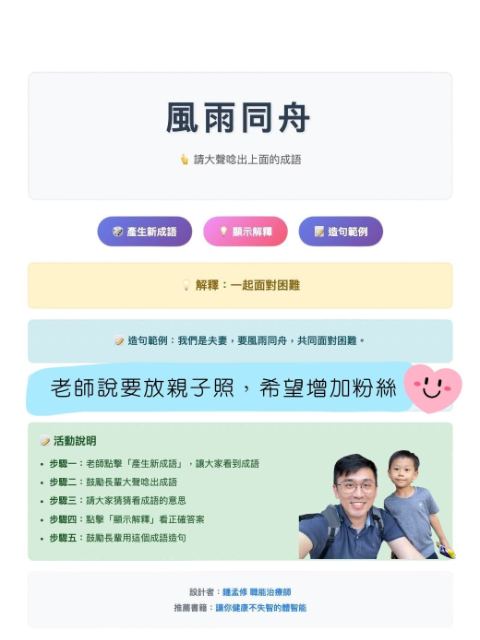 風雨同舟
👆 請大聲唸出上面的成語
🎲 產生新成語
💡 顯示解釋
📝 造句範例
💡 解釋：一起面對困難
📝 造句範例：我們是夫妻，要風雨同舟，共同面對困難。
老師說要放親子照，希望增加粉絲
📝 活動說明
• 步驟一：老師點擊「產生新成語」，讓大家看到成語
• 步驟二：鼓勵長輩大聲唸出成語
• 步驟三：請大家猜猜看成語的意思
• 步驟四：點擊「顯示解釋」看正確答案
• 步驟五：鼓勵長輩用這個成語造句
設計者：鍾孟修 職能治療師
推薦書籍：讓你健康不失智的體智能